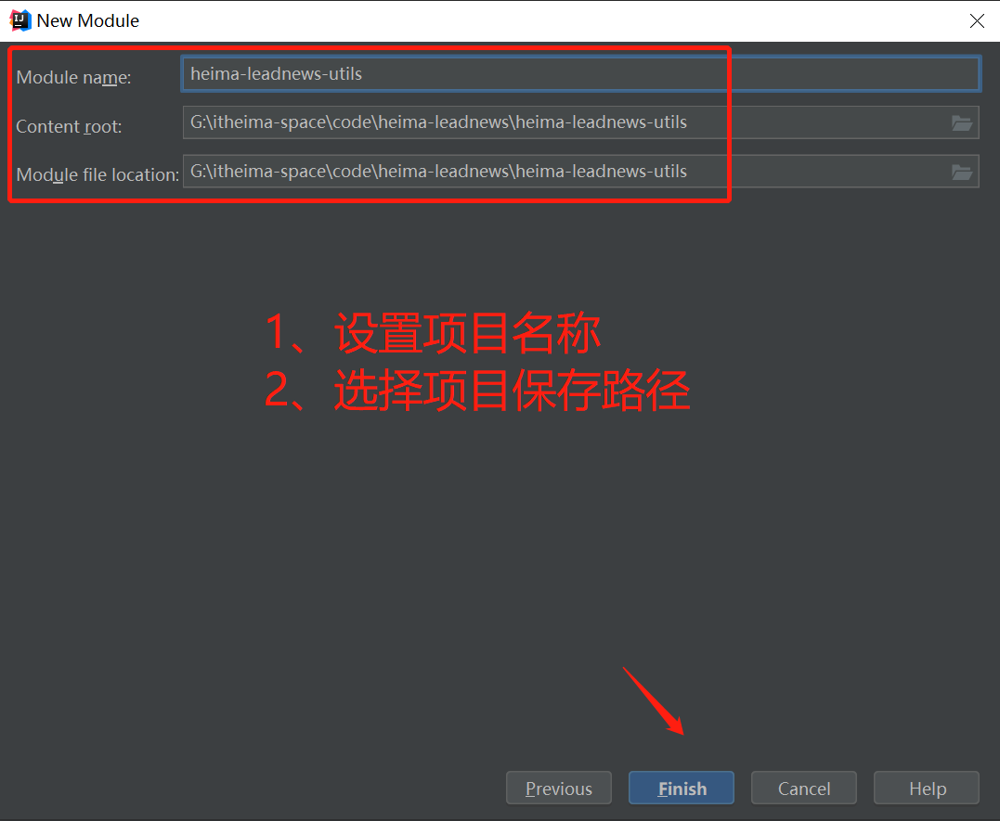 New Module
Module name: heima-leadnews-utils
Content root: G:\itheima-space\code\heima-leadnews\heima-leadnews-utils
Module file location: G:\itheima-space\code\heima-leadnews\heima-leadnews-utils
1、设置项目名称
2、选择项目保存路径
Previous Finish Cancel Help